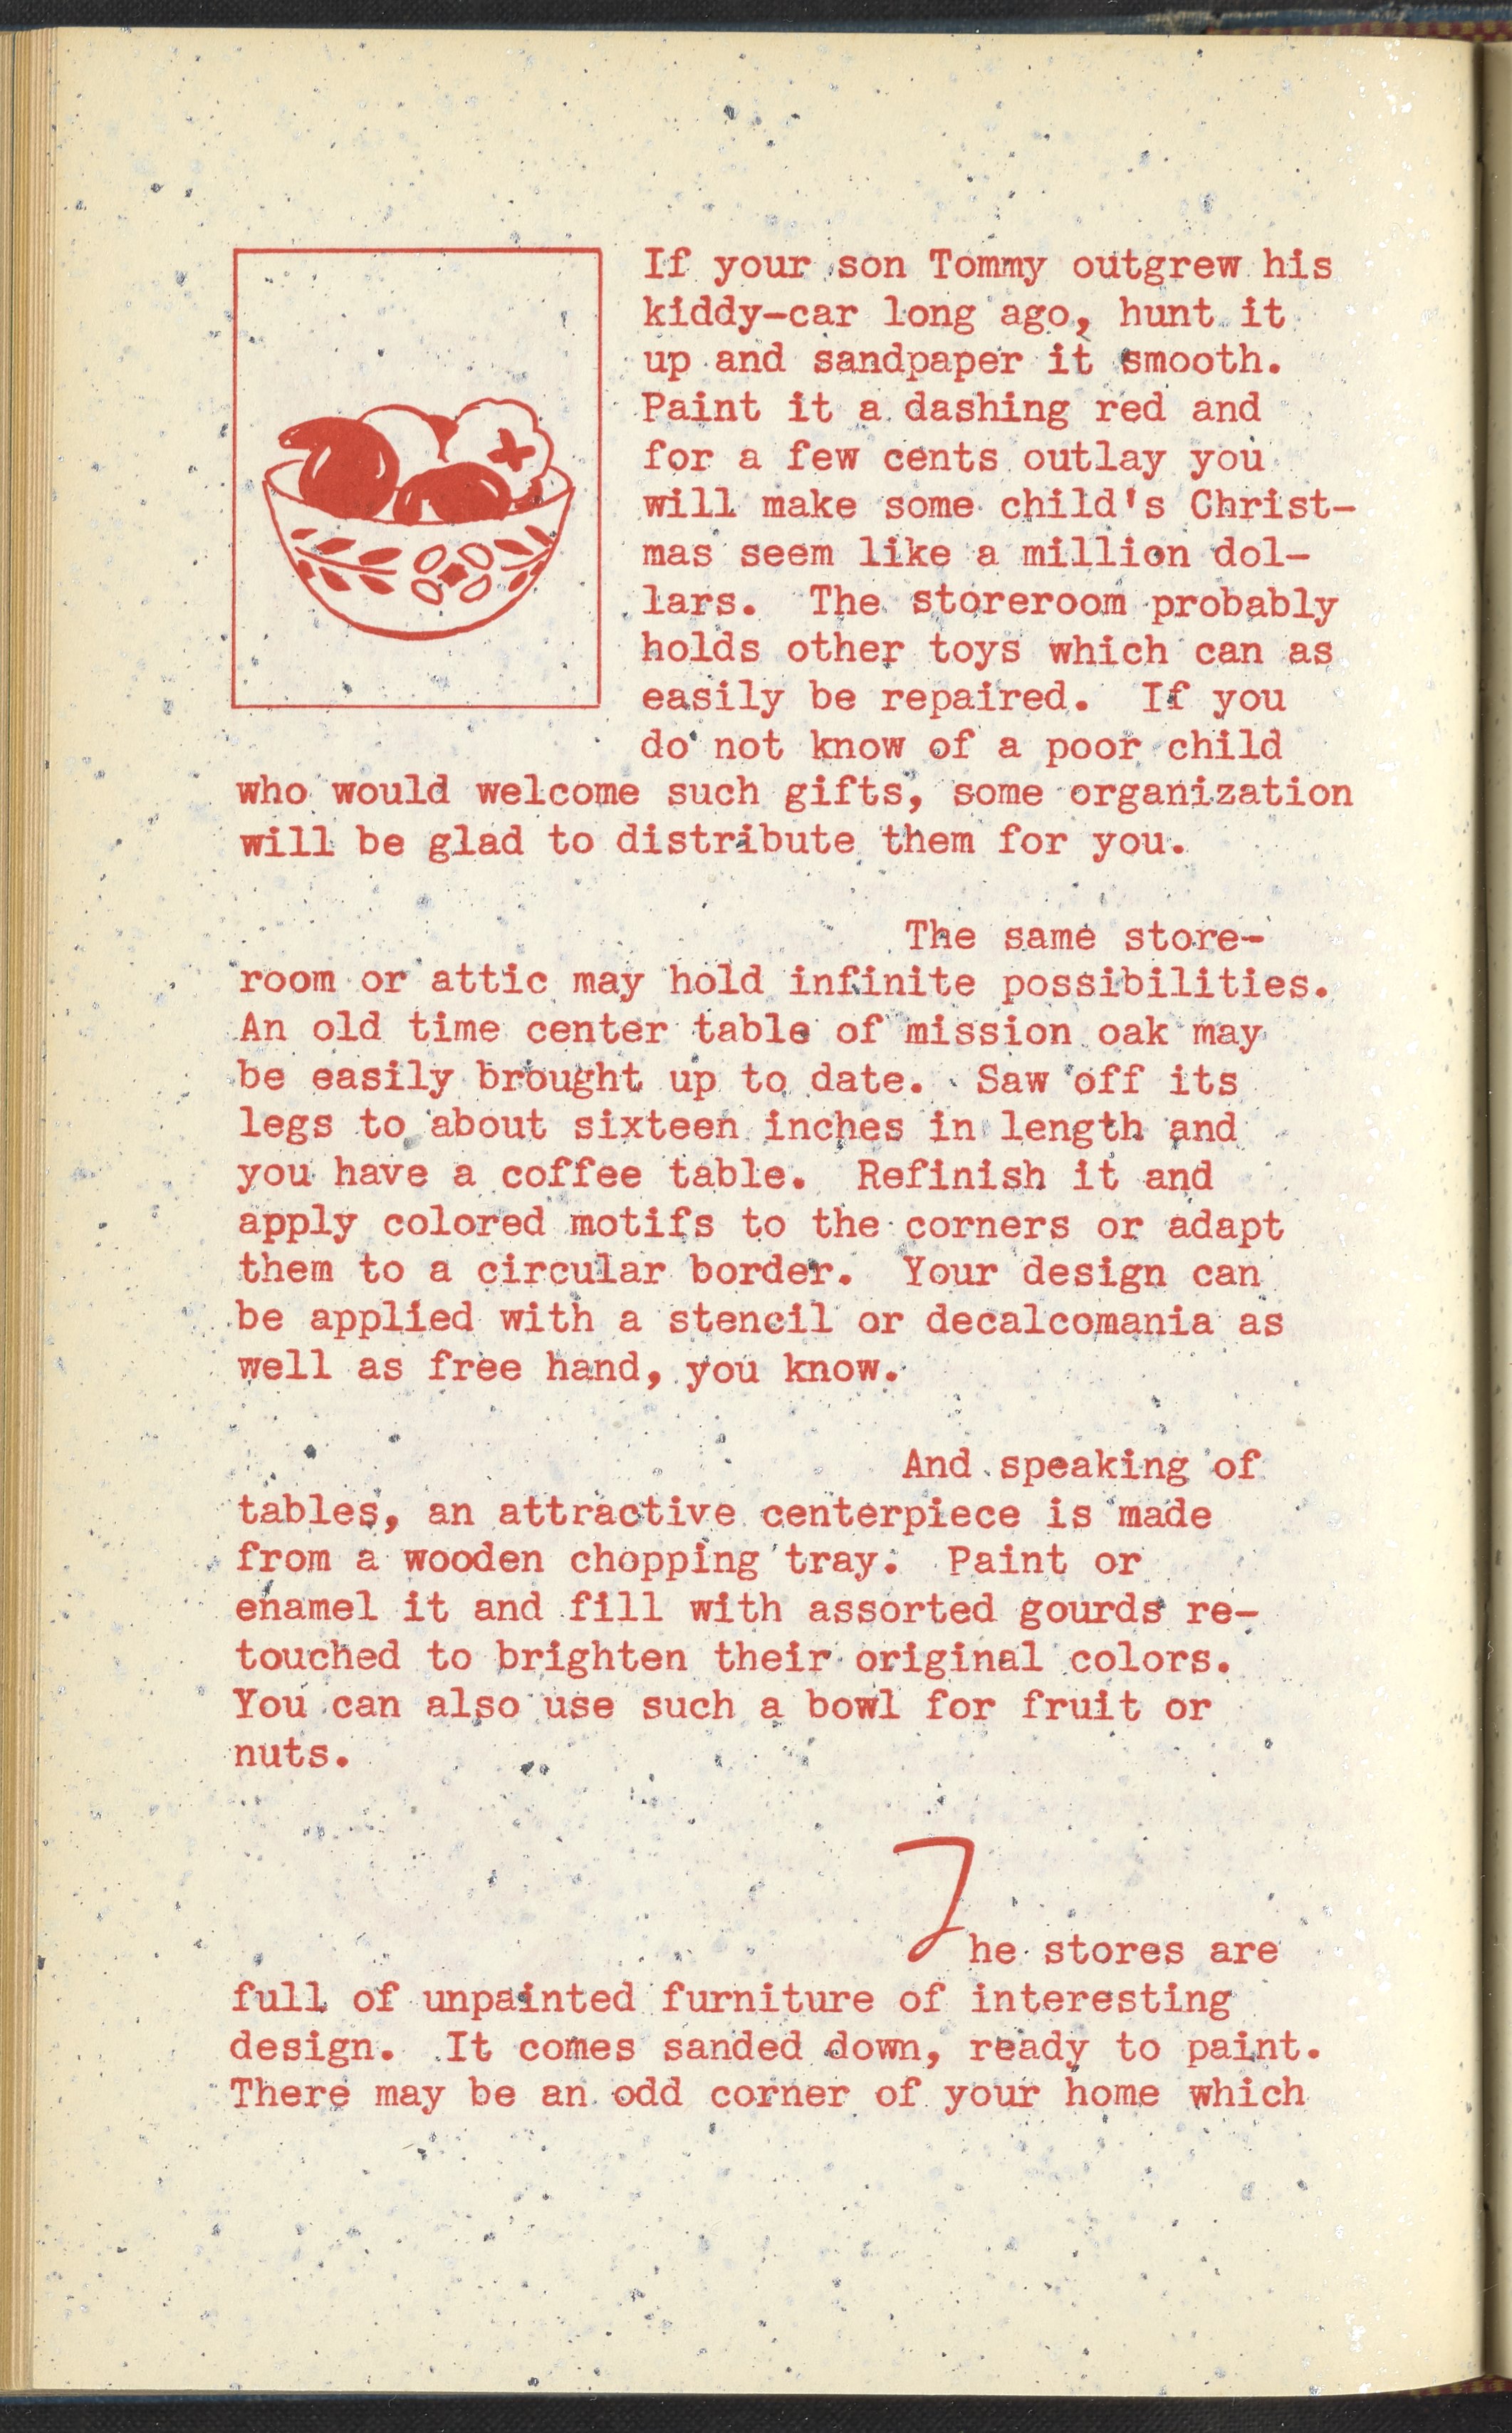 If your son Tommy outgrew his
kiddy-car long ago, hunt it
up and sandpaper it smooth.
Paint it a dashing red and
for a few cents outlay you
will make some child's Christ-
mas seem like a million dol-
lars.  The storeroom probably
holds other toys which can as
easily be repaired.  If you
do not know of a poor child
who would welcome such gifts, some organization
will be glad to distribute them for you.
The same store-
room or attic may hold infinite possibilities.
An old time center table of mission oak may
be easily brought up to date.  Saw off its
legs to about sixteen inches in length and
you have a coffee table.  Refinish it and
apply colored motifs to the corners or adapt
them to a circular border.  Your design can
be applied with a stencil or decalcomania as
well as free hand, you know.
And speaking of
tables, an attractive centerpiece is made
from a wooden chopping tray.  Paint or
enamel it and fill with assorted gourds re-
touched to brighten their original colors.
You can also use such a bowl for fruit or
nuts.
The stores are
full of unpainted furniture of interesting
design.  It comes sanded down, ready to paint.
There may be an odd corner of your home which